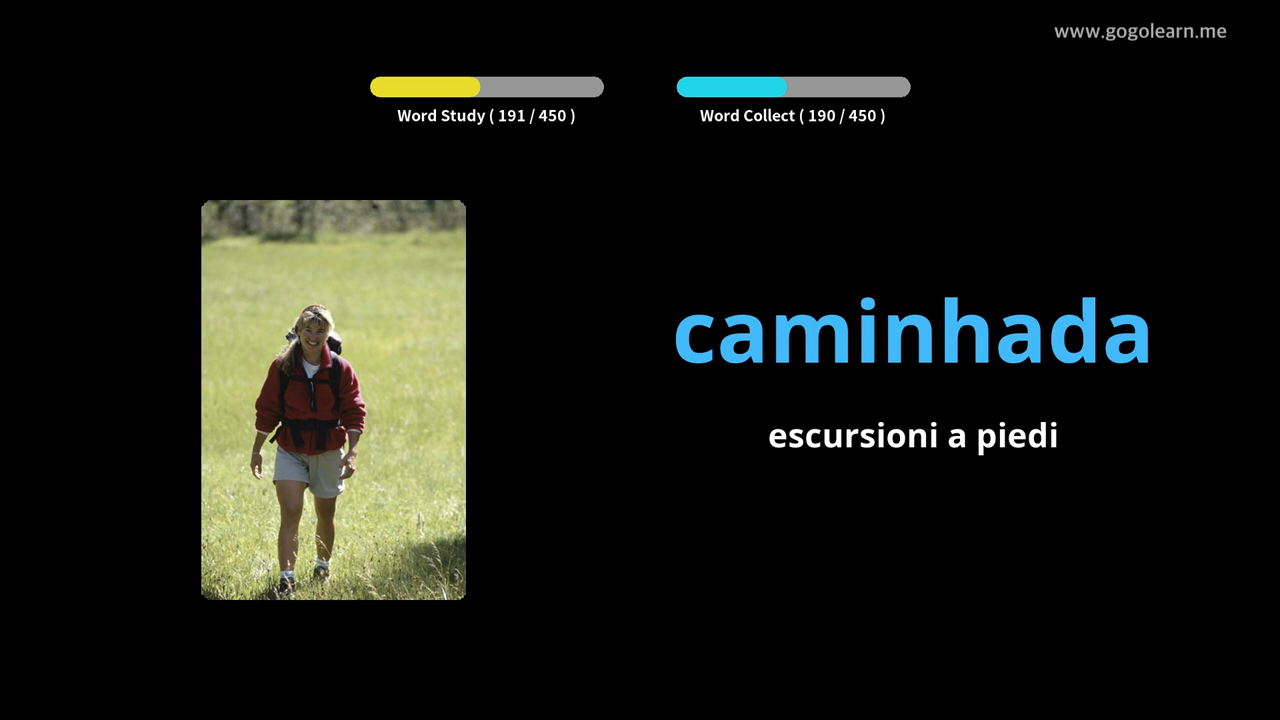 www.gogolearn.me
Word Study ( 191 / 450 )
Word Collect ( 190 / 450 )
caminhada
escursioni a piedi